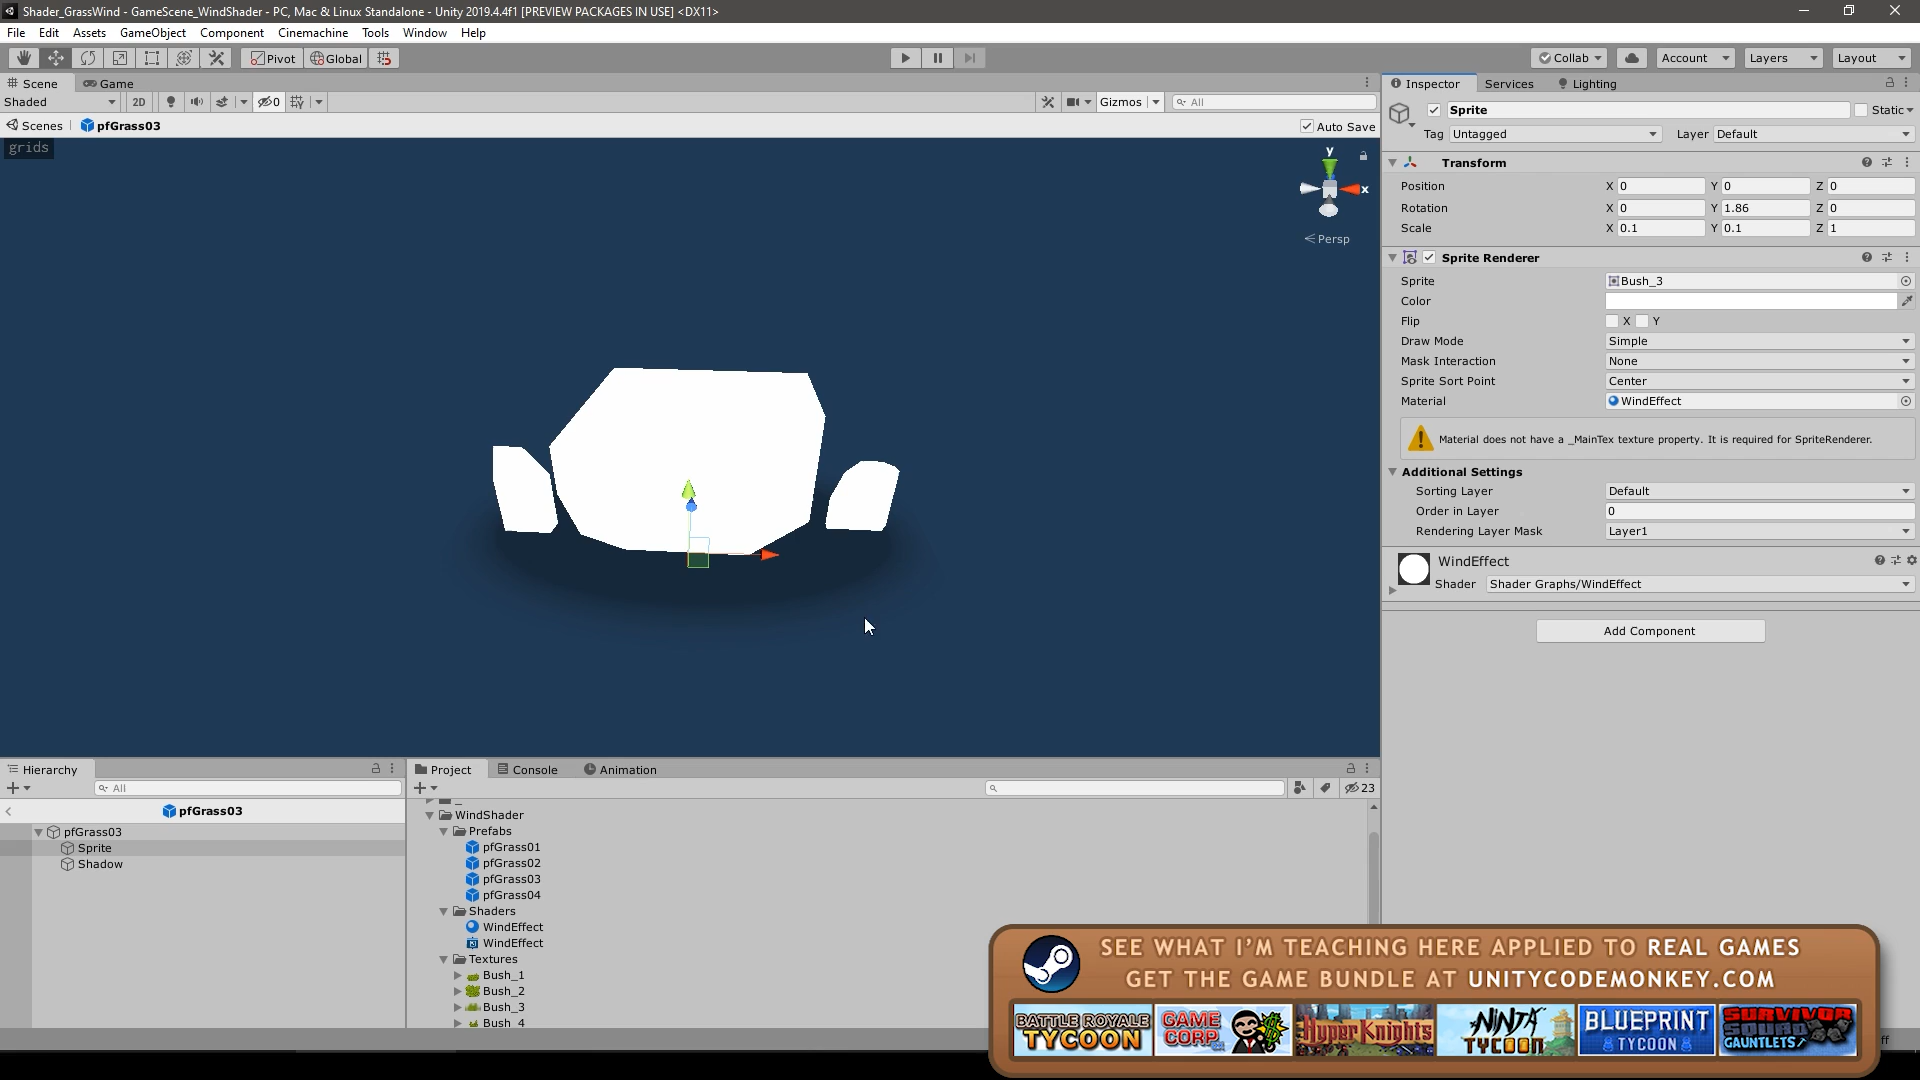 Shader_GrassWind - GameScene_WindShader - PC, Mac & Linux Standalone - Unity 2019.4.4f1 [PREVIEW PACKAGES IN USE] <DX11>
File Edit Assets GameObject Component Cinemachine Tools Window Help
Pivot Global Collab Account Layers Layout
Scene Game
Shaded 2D 0 Gizmos All
Scenes pfGrass03 Auto Save
grids
y
x
Persp
Inspector Services Lighting
Sprite Static
Tag Untagged Layer Default
Transform
Position X 0 Y 0 Z 0
Rotation X 0 Y 1.86 Z 0
Scale X 0.1 Y 0.1 Z 1
Sprite Renderer
Sprite Bush_3
Color
Flip X Y
Draw Mode Simple
Mask Interaction None
Sprite Sort Point Center
Material WindEffect
Material does not have a _MainTex texture property. It is required for SpriteRenderer.
Additional Settings
Sorting Layer Default
Order in Layer 0
Rendering Layer Mask Layer1
WindEffect
Shader Shader Graphs/WindEffect
Add Component
Hierarchy
All
pfGrass03
pfGrass03
Sprite
Shadow
Project Console Animation
23
WindShader
Prefabs
pfGrass01
pfGrass02
pfGrass03
pfGrass04
Shaders
WindEffect
WindEffect
Textures
Bush_1
Bush_2
Bush_3
Bush_4
SEE WHAT I'M TEACHING HERE APPLIED TO REAL GAMES
GET THE GAME BUNDLE AT UNITYCODEMONKEY.COM
BATTLE ROYALE TYCOON
GAME CORP
HYPER KNIGHTS
NINJA TYCOON
BLUEPRINT TYCOON
SURVIVOR SQUAD GAUNTLETS